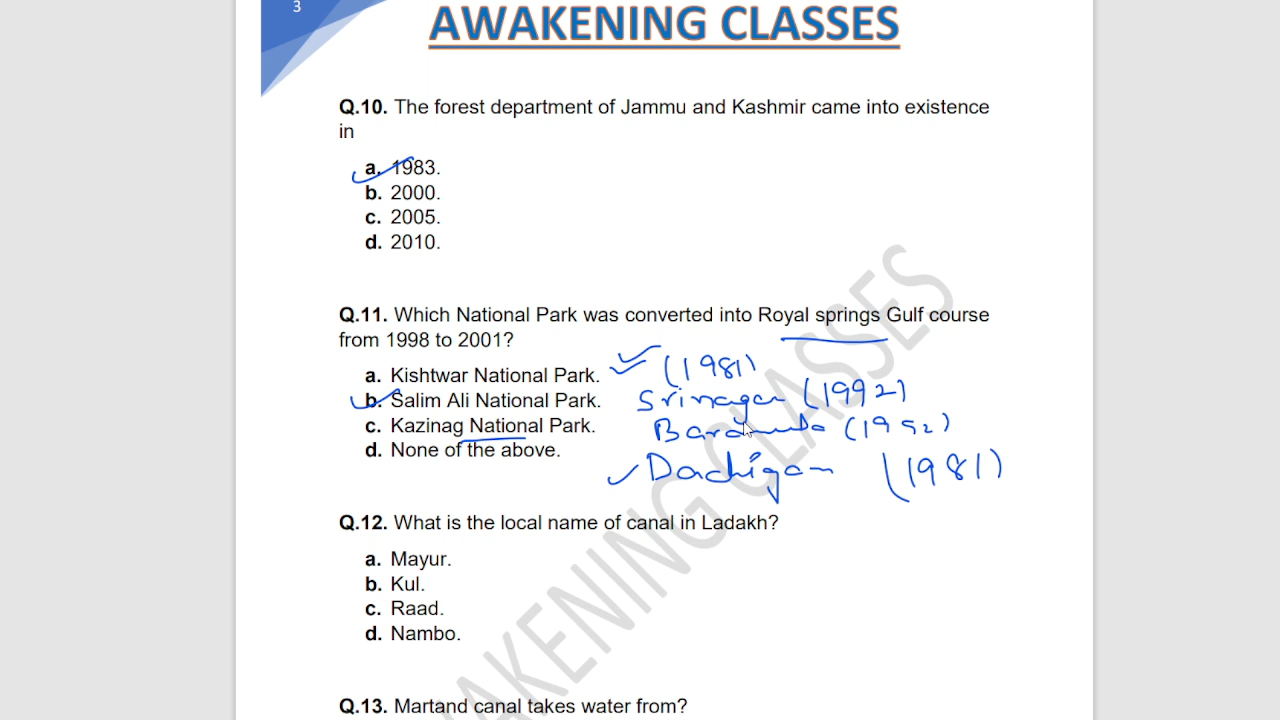 3
AWAKENING CLASSES
Q.10. The forest department of Jammu and Kashmir came into existence
in
a. 1983.
b. 2000.
c. 2005.
d. 2010.
Q.11. Which National Park was converted into Royal springs Gulf course
from 1998 to 2001?
a. Kishtwar National Park. (1981)
b. Salim Ali National Park. Srinagar (1992)
c. Kazinag National Park. Baramula (1992)
d. None of the above. Dachigam (1981)
Q.12. What is the local name of canal in Ladakh?
a. Mayur.
b. Kul.
c. Raad.
d. Nambo.
Q.13. Martand canal takes water from?
AWAKENING CLASSES